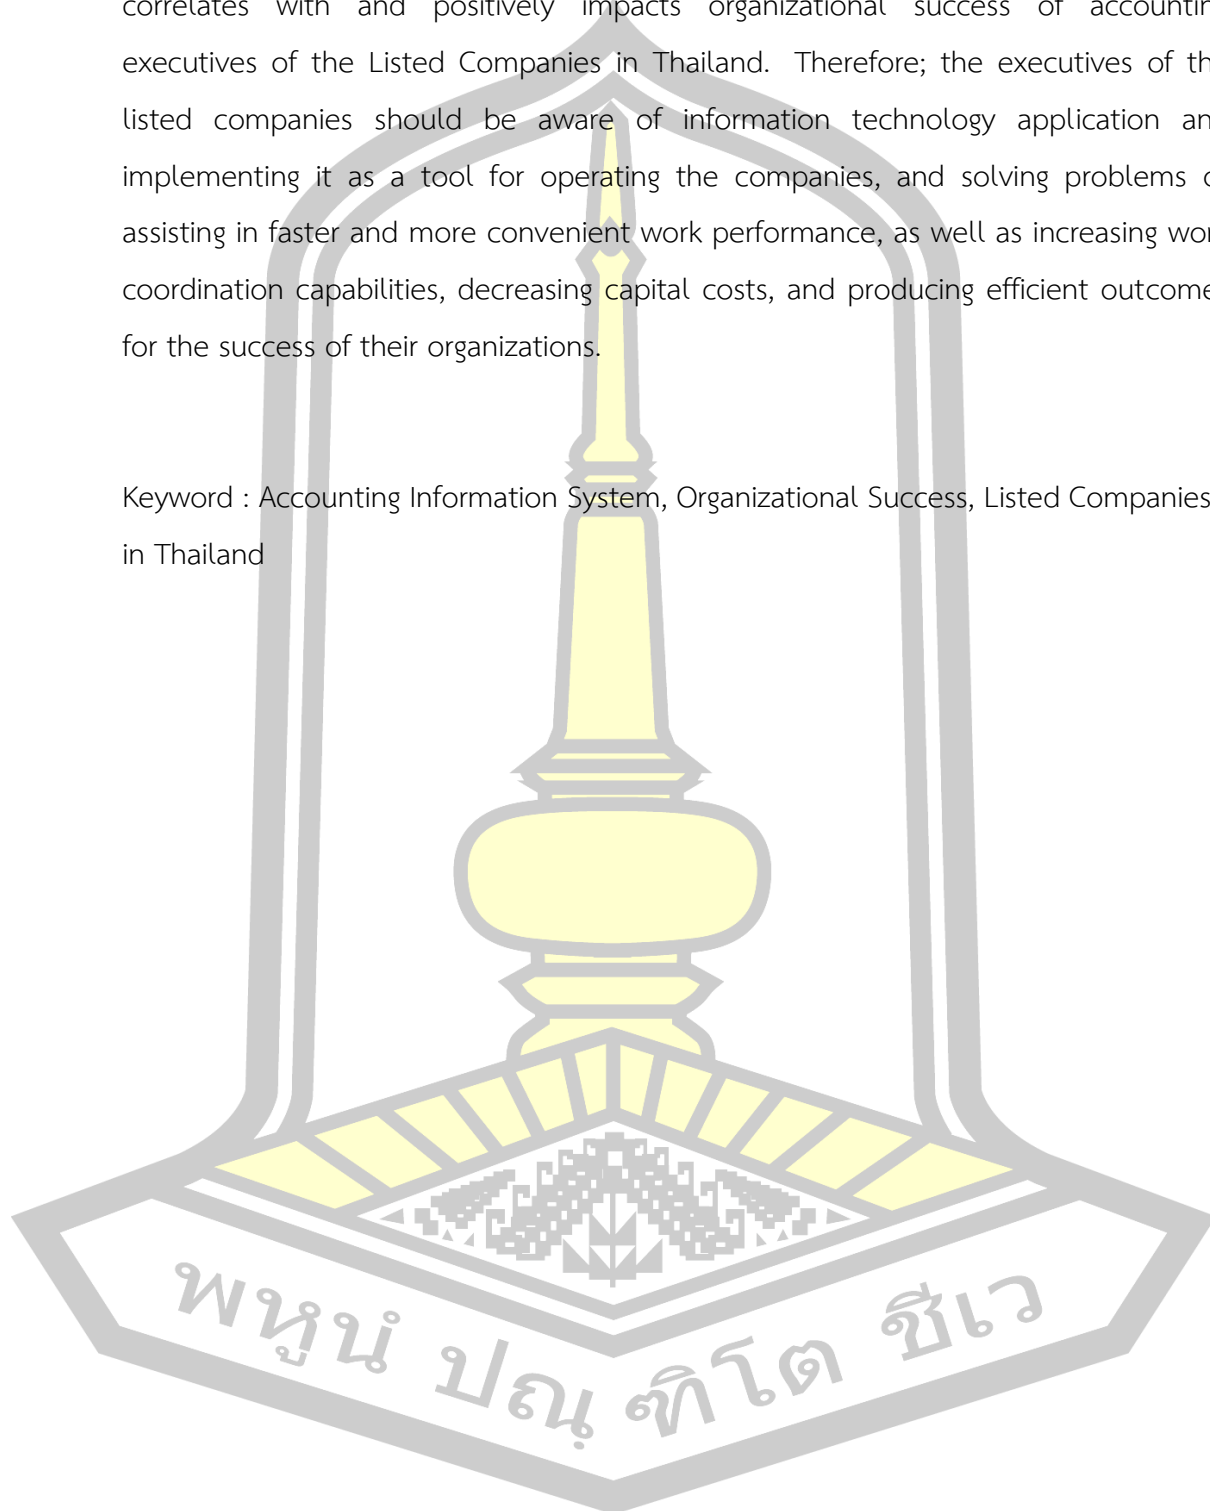 correlates with and positively impacts organizational success of accountin
executives of the Listed Companies in Thailand. Therefore; the executives of th
listed companies should be aware of information technology application an
implementing it as a tool for operating the companies, and solving problems o
assisting in faster and more convenient work performance, as well as increasing wor
coordination capabilities, decreasing capital costs, and producing efficient outcome
for the success of their organizations.
Keyword : Accounting Information System, Organizational Success, Listed Companies
in Thailand
พหูนํ ปณฺฑิโต ชีเว